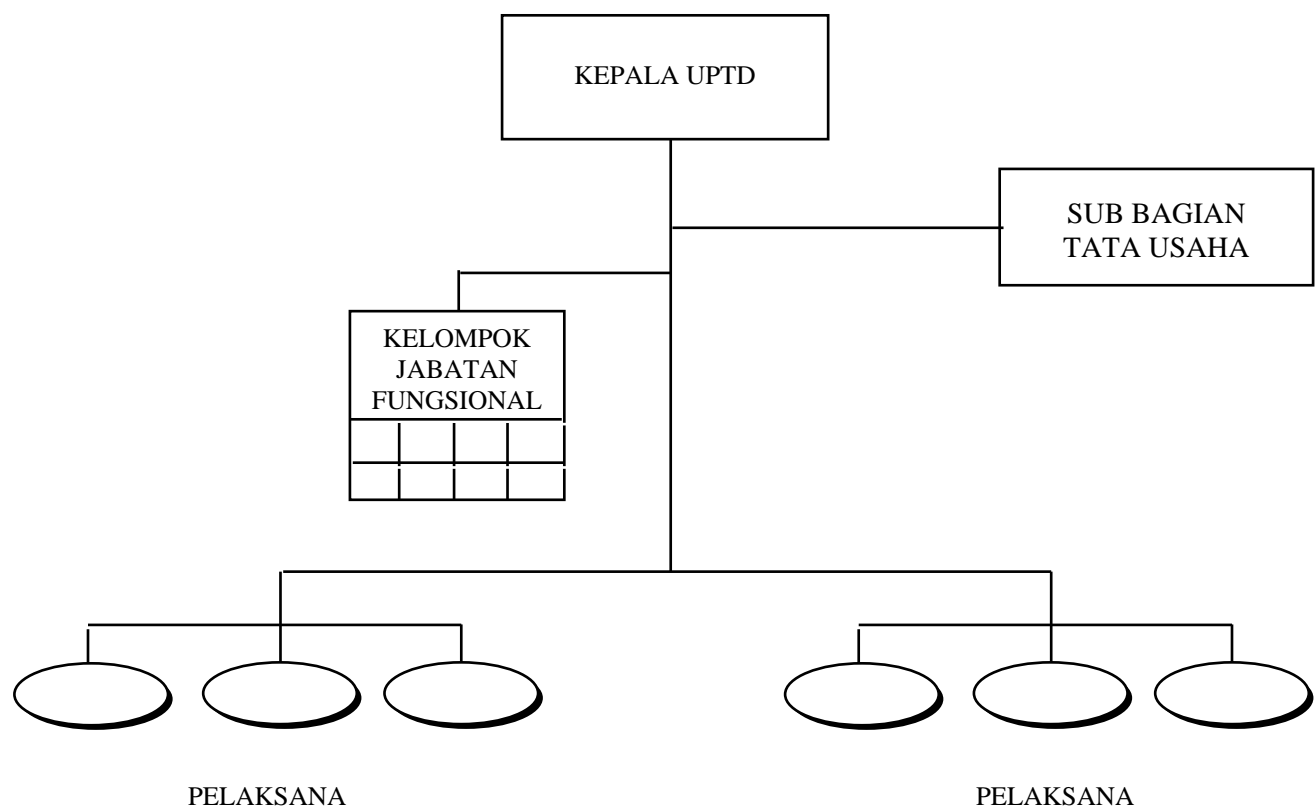 KEPALA UPTD
SUB BAGIAN
TATA USAHA
KELOMPOK
JABATAN
FUNGSIONAL
PELAKSANA
PELAKSANA